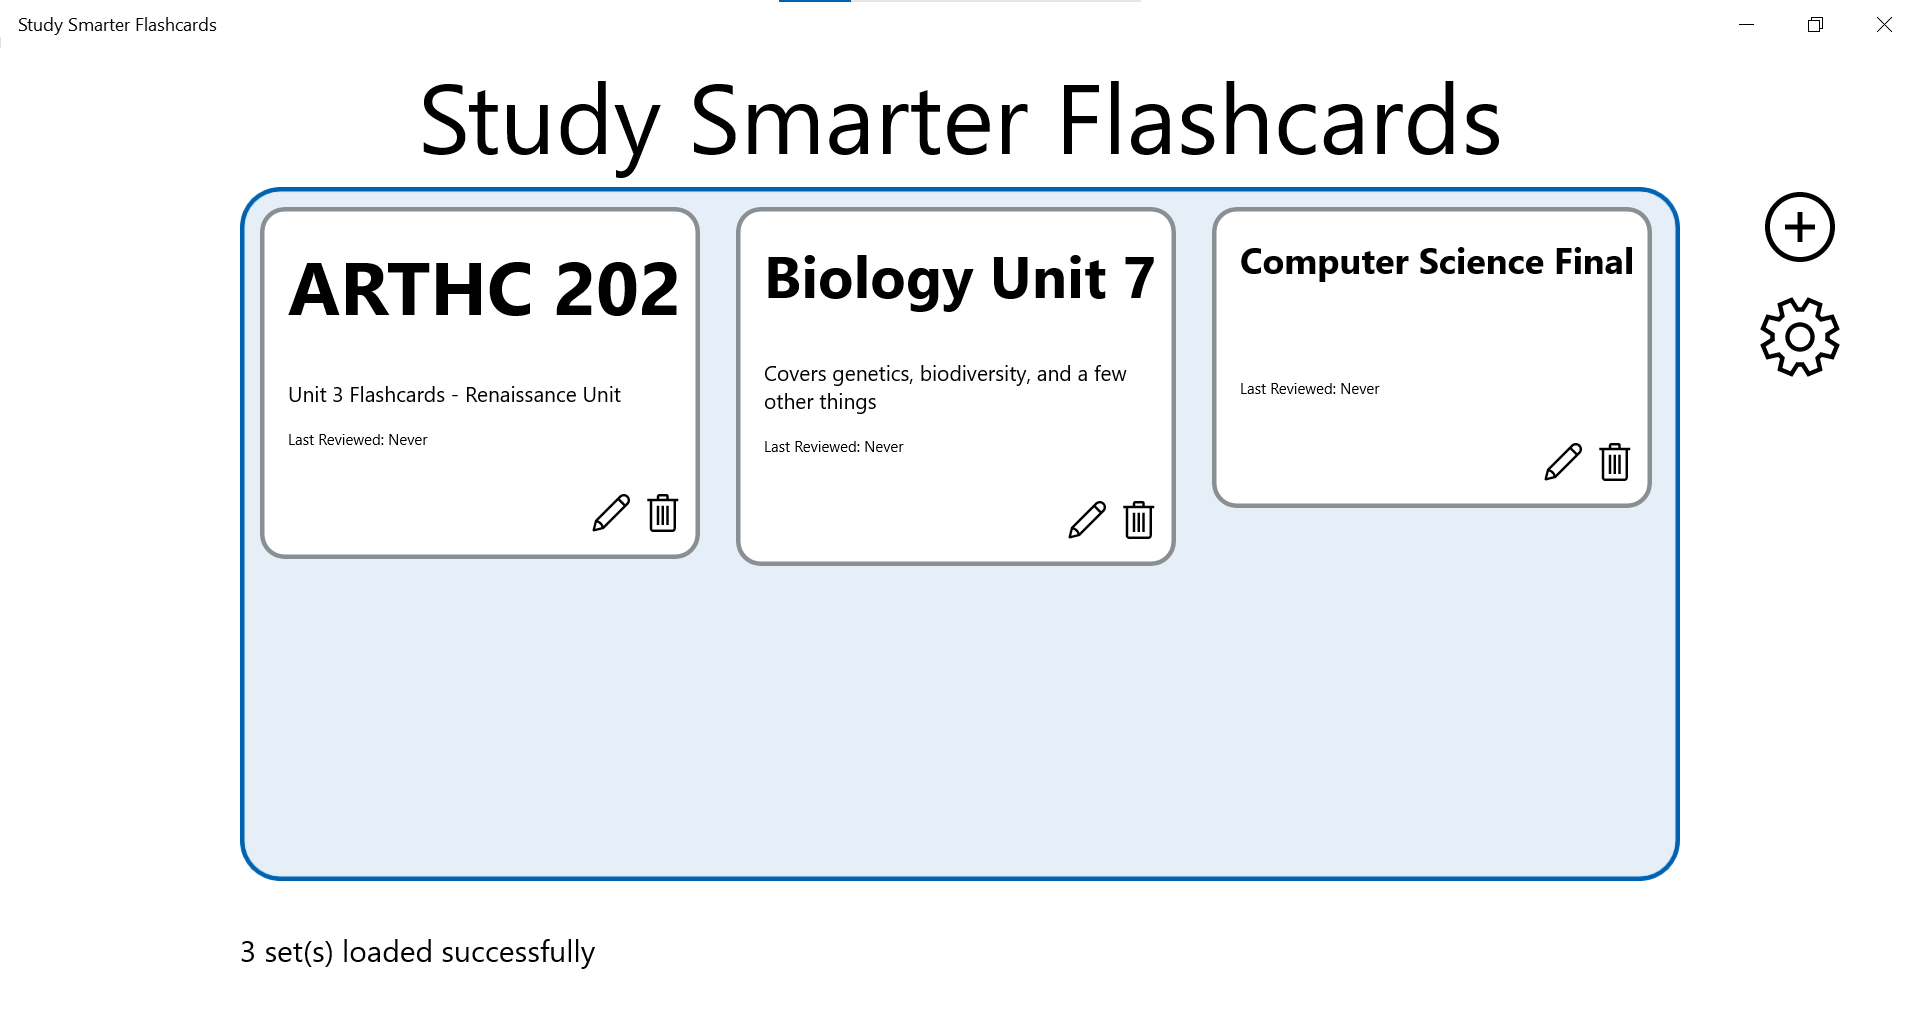 Study Smarter Flashcards
Study Smarter Flashcards
ARTHC 202
Unit 3 Flashcards - Renaissance Unit
Last Reviewed: Never
Biology Unit 7
Covers genetics, biodiversity, and a few
other things
Last Reviewed: Never
Computer Science Final
Last Reviewed: Never
3 set(s) loaded successfully